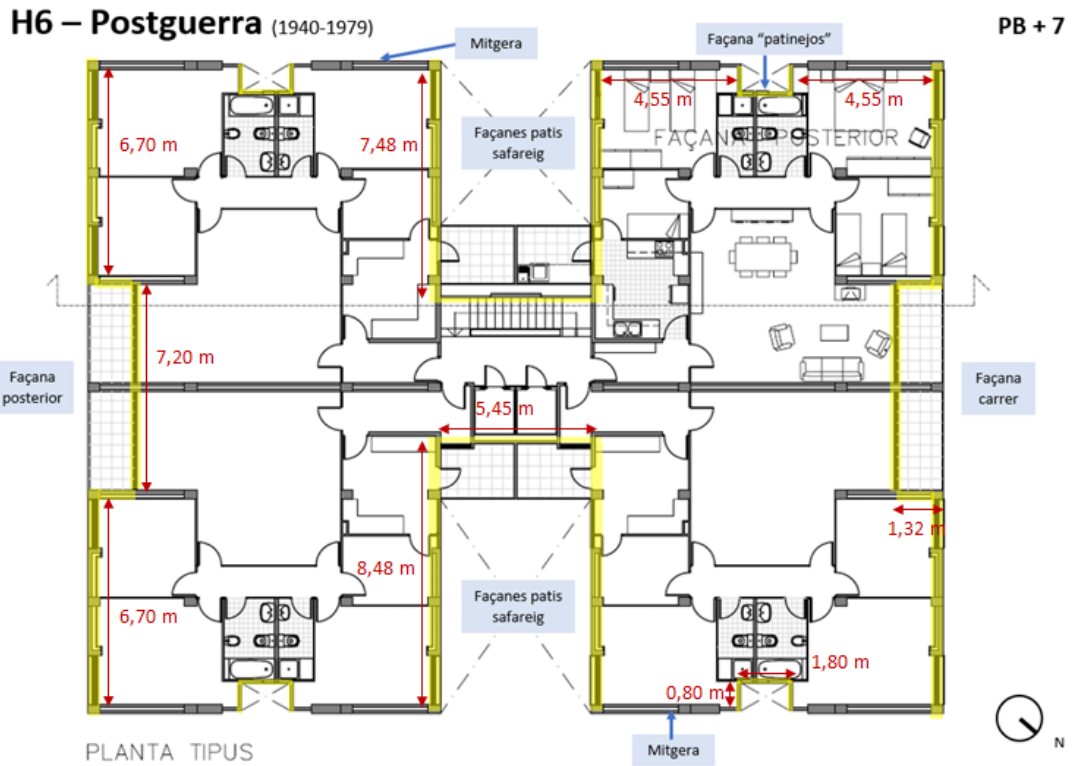 H6 – Postguerra (1940-1979)
PB + 7
Mitgera
Façana “patinejos”
4,55 m
4,55 m
6,70 m
7,48 m
Façanes patis
safareig
FAÇANA POSTERIOR
7,20 m
Façana
posterior
Façana
carrer
5,45 m
1,32 m
8,48 m
Façanes patis
safareig
6,70 m
1,80 m
0,80 m
Mitgera
PLANTA TIPUS
N